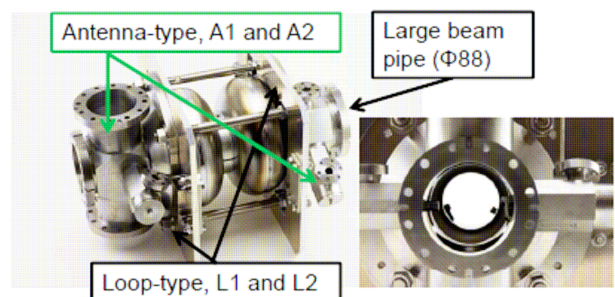 Antenna-type, A1 and A2
Large beam
pipe (Φ88)
Loop-type, L1 and L2